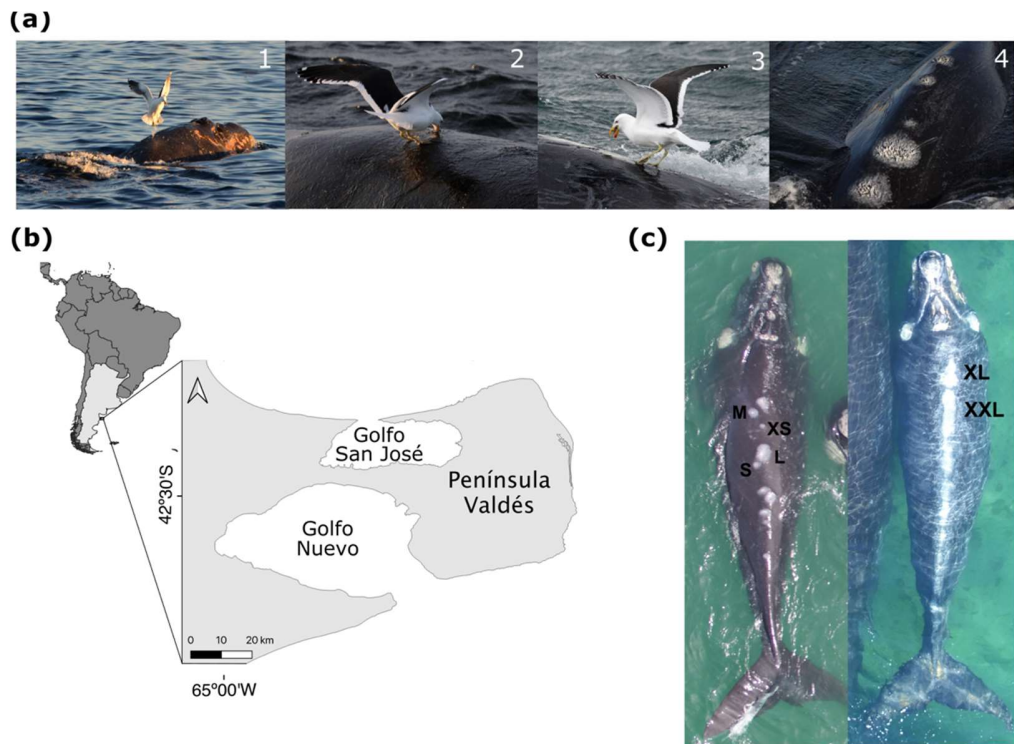 (a)
1
2
3
4
(b)
(c)
Golfo
San José
Península
Valdés
Golfo
Nuevo
42°30'S
0 10 20 km
65°00'W
M
XS
L
S
XL
XXL